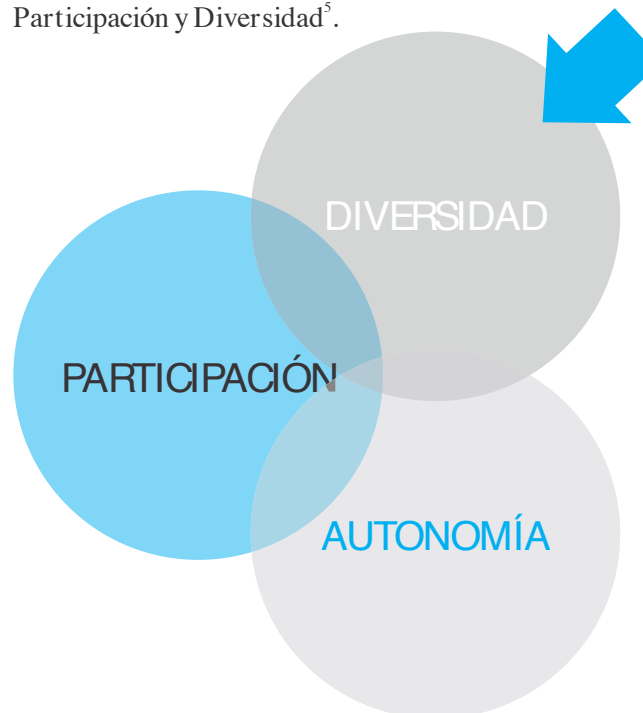 Participación y Diversidad⁵.
DIVERSIDAD
PARTICIPACIÓN
AUTONOMÍA